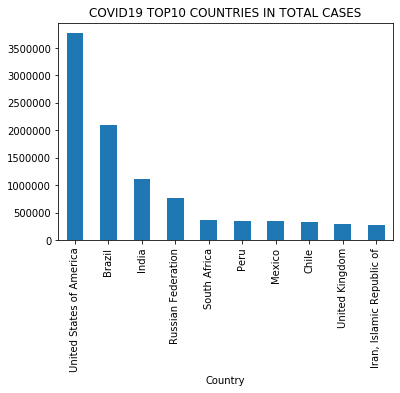 COVID19 TOP10 COUNTRIES IN TOTAL CASES
3500000
3000000
2500000
2000000
1500000
1000000
500000
0
United States of America
Brazil
India
Russian Federation
South Africa
Peru
Mexico
Chile
United Kingdom
Iran, Islamic Republic of
Country